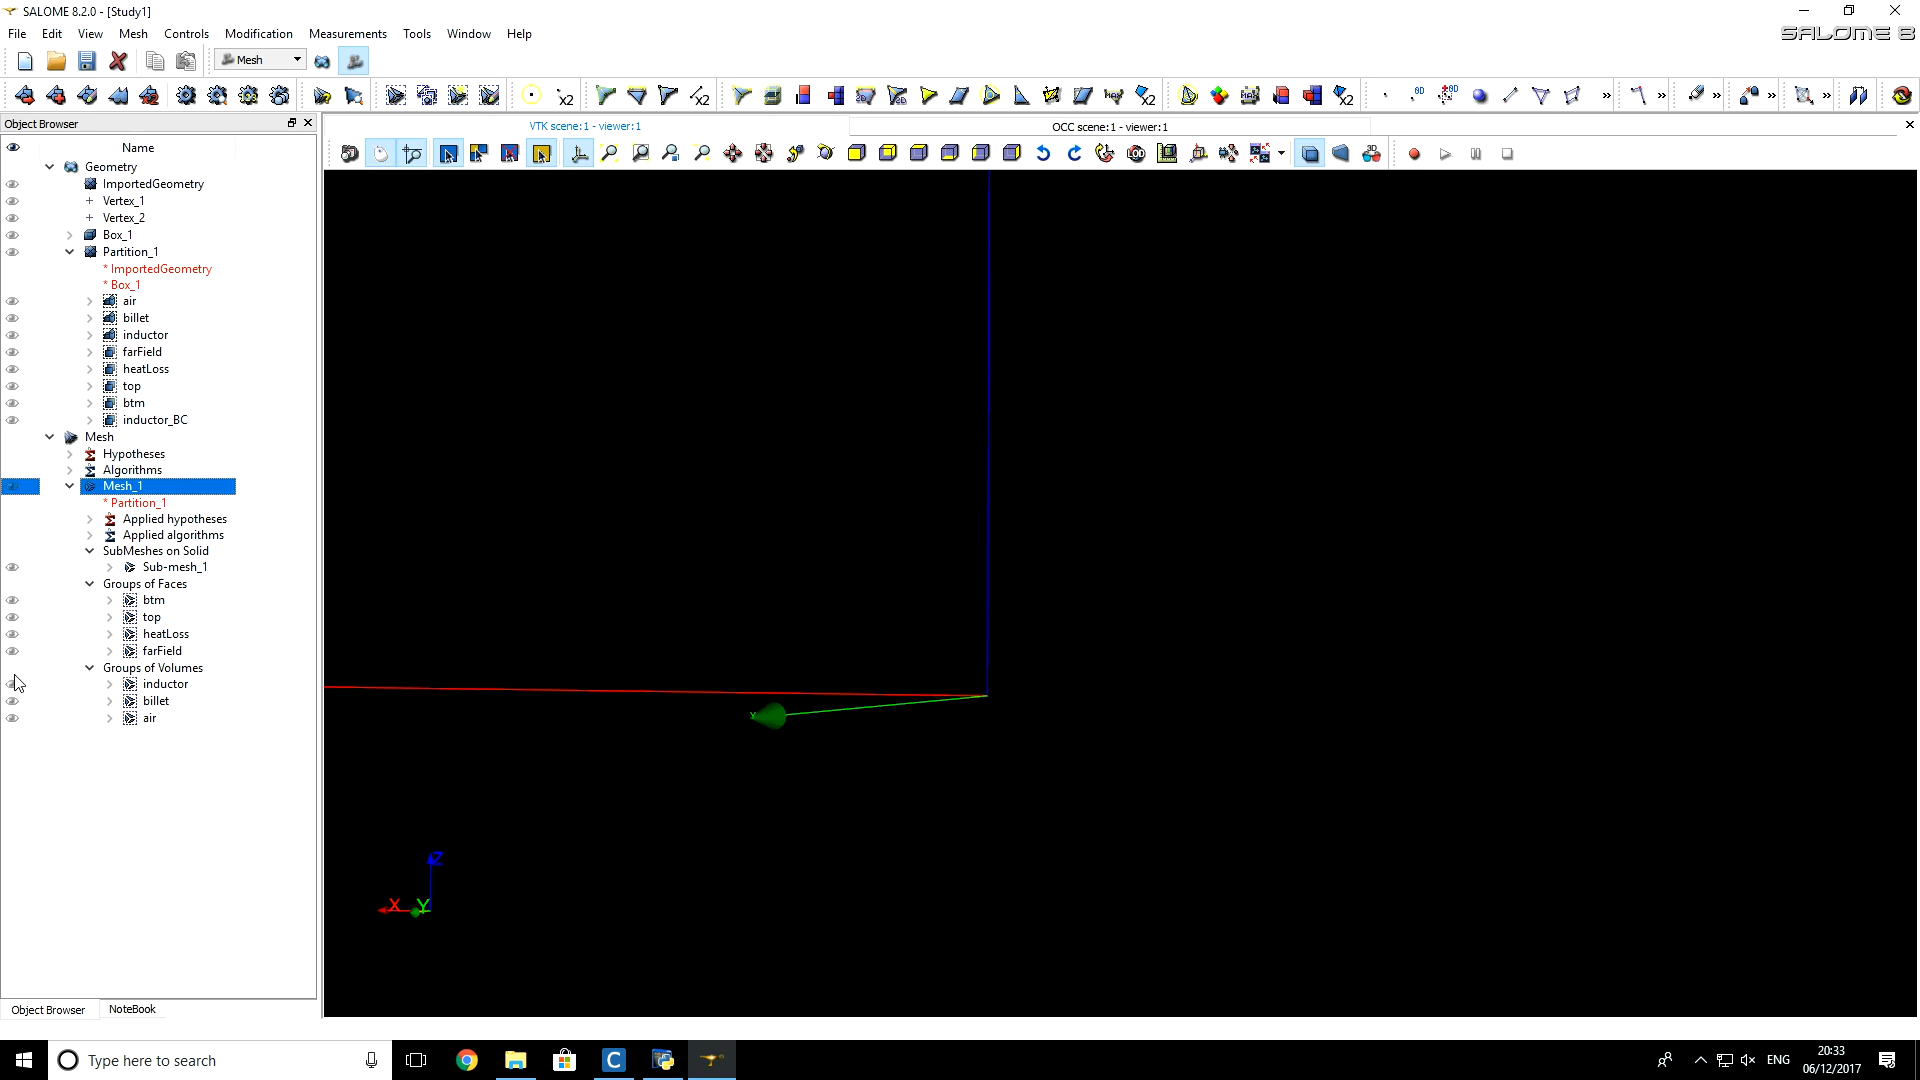 SALOME 8.2.0 - [Study1]
File Edit View Mesh Controls Modification Measurements Tools Window Help
SALOME 8
Mesh
Object Browser
VTK scene:1 - viewer:1
OCC scene:1 - viewer:1
Name
Geometry
ImportedGeometry
Vertex_1
Vertex_2
Box_1
Partition_1
* ImportedGeometry
* Box_1
air
billet
inductor
farField
heatLoss
top
btm
inductor_BC
Mesh
Hypotheses
Algorithms
Mesh_1
* Partition_1
Applied hypotheses
Applied algorithms
SubMeshes on Solid
Sub-mesh_1
Groups of Faces
btm
top
heatLoss
farField
Groups of Volumes
inductor
billet
air
Y
Z
X Y
Object Browser NoteBook
Type here to search
ENG
20:33
06/12/2017